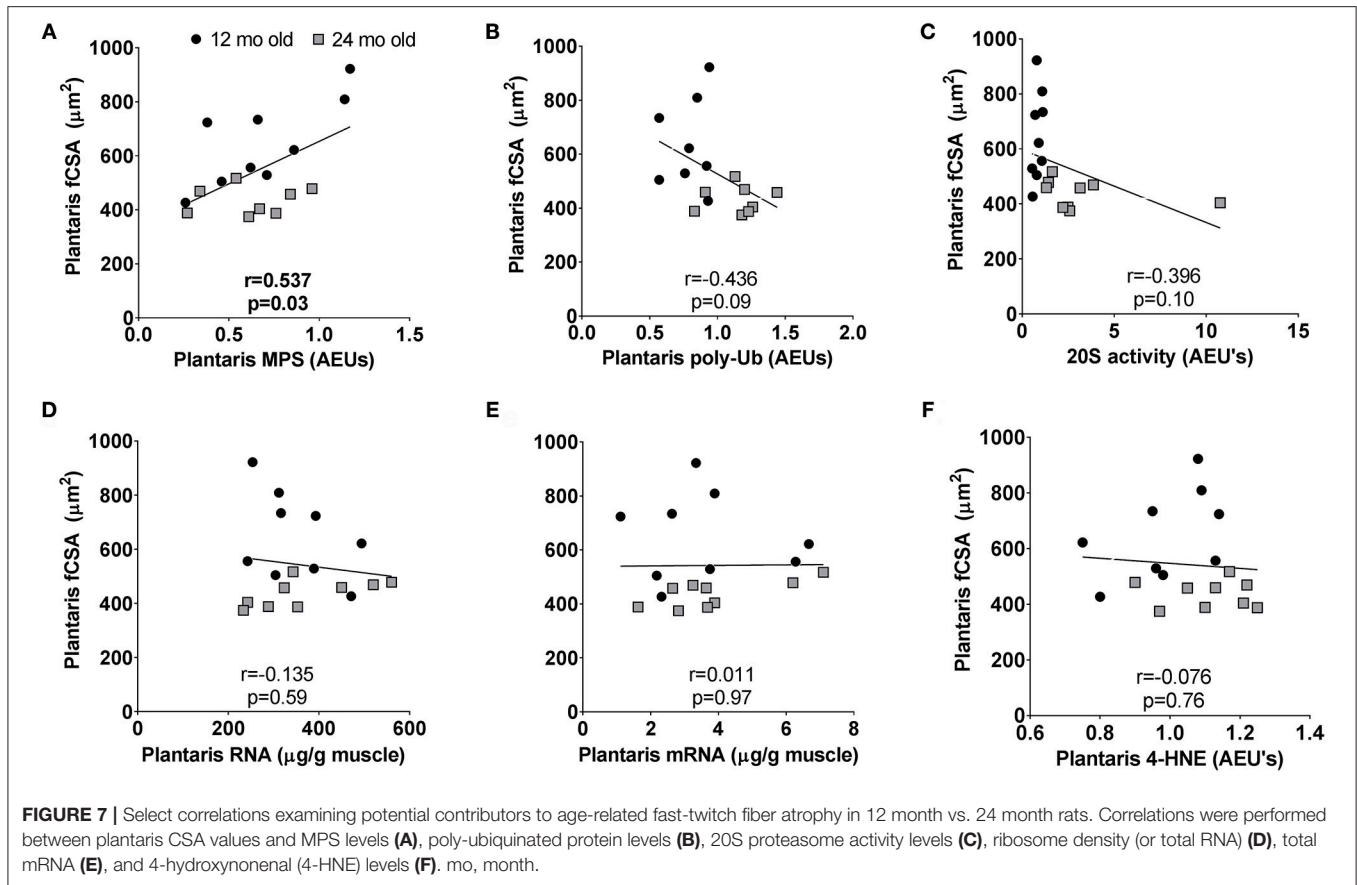 A
12 mo old
24 mo old
Plantaris fCSA (μm²)
1000
800
600
400
200
0
r=0.537
p=0.03
0.0
0.5
1.0
1.5
Plantaris MPS (AEUs)
B
Plantaris fCSA (μm²)
1000
800
600
400
200
0
r=-0.436
p=0.09
0.0
0.5
1.0
1.5
2.0
Plantaris poly-Ub (AEUs)
C
Plantaris fCSA (μm²)
1000
800
600
400
200
0
r=-0.396
p=0.10
0
5
10
15
20S activity (AEU's)
D
Plantaris fCSA (μm²)
1000
800
600
400
200
0
r=-0.135
p=0.59
0
200
400
600
Plantaris RNA (μg/g muscle)
E
Plantaris fCSA (μm²)
1000
800
600
400
200
0
r=0.011
p=0.97
0
2
4
6
8
Plantaris mRNA (μg/g muscle)
F
Plantaris fCSA (μm²)
1000
800
600
400
200
0
r=-0.076
p=0.76
0.6
0.8
1.0
1.2
1.4
Plantaris 4-HNE (AEU's)
FIGURE 7 | Select correlations examining potential contributors to age-related fast-twitch fiber atrophy in 12 month vs. 24 month rats. Correlations were performed
between plantaris CSA values and MPS levels (A), poly-ubiquinated protein levels (B), 20S proteasome activity levels (C), ribosome density (or total RNA) (D), total
mRNA (E), and 4-hydroxynonenal (4-HNE) levels (F). mo, month.